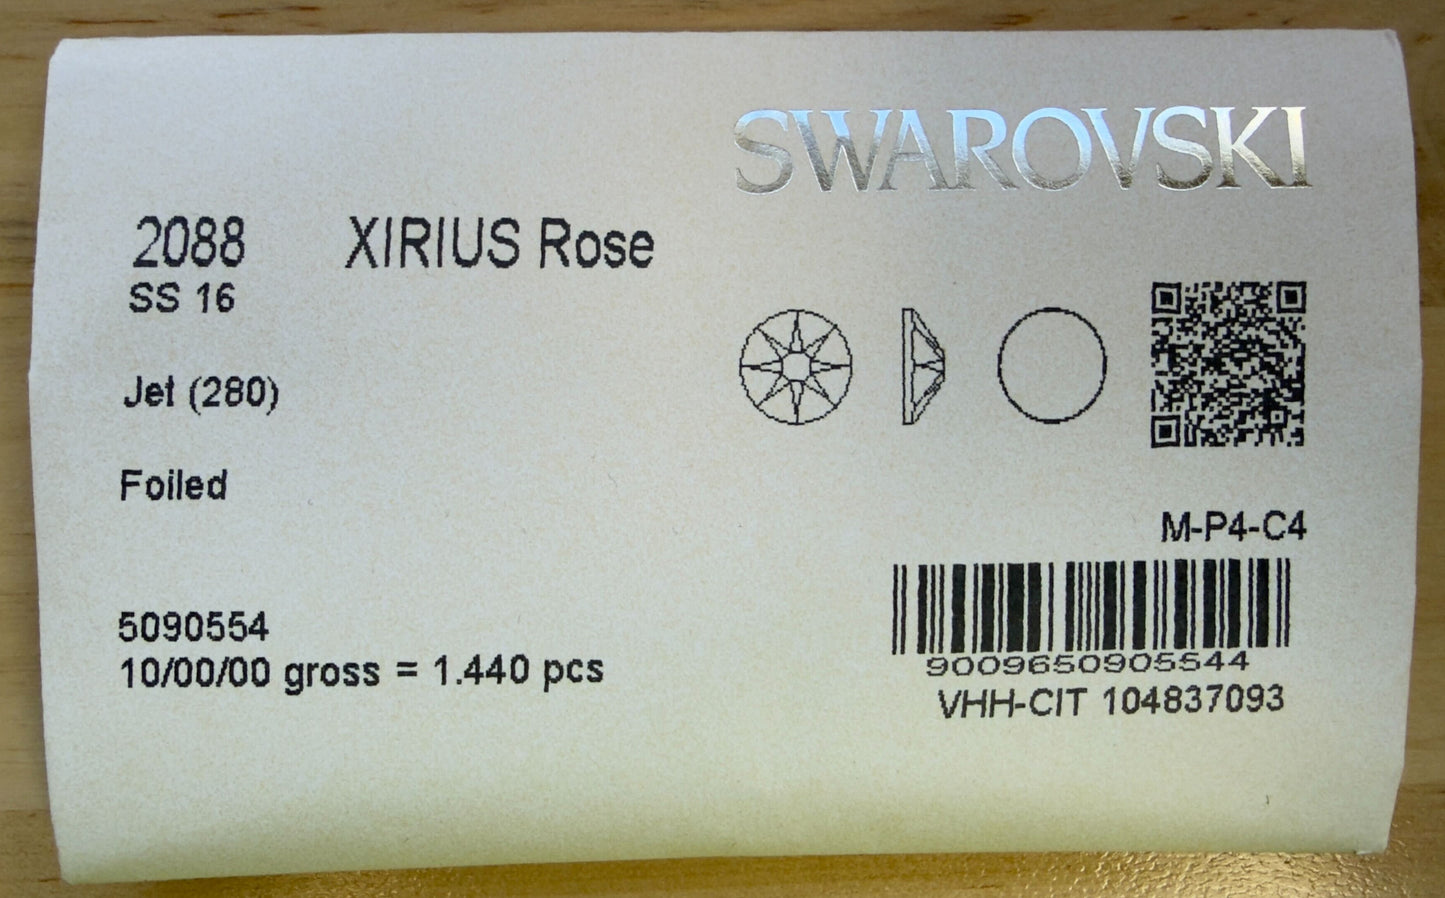 SWAROVSKI
2088 XIRIUS Rose
SS 16
Jet (280)
Foiled
M-P4-C4
5090554
10/00/00 gross = 1.440 pcs
9009650905544
VHH-CIT 104837093